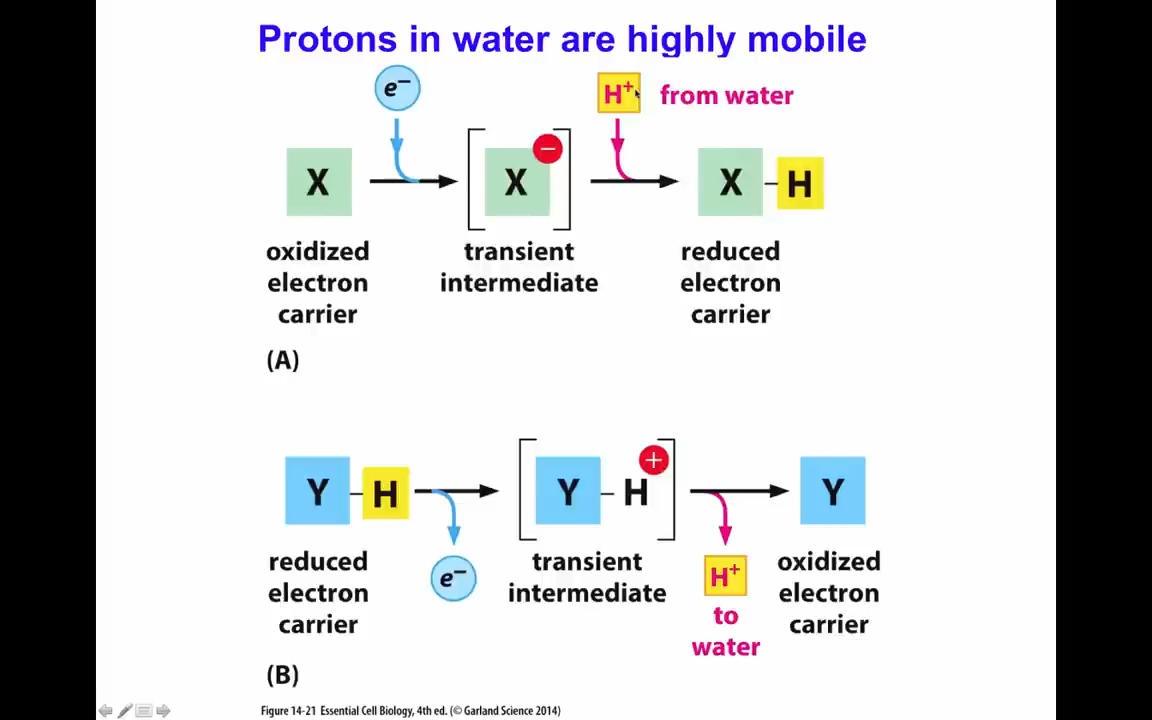 Protons in water are highly mobile
e−
H+ from water
X
X −
X – H
oxidized
electron
carrier
transient
intermediate
reduced
electron
carrier
(A)
Y – H
Y – H +
Y
e−
H+
to
water
reduced
electron
carrier
transient
intermediate
oxidized
electron
carrier
(B)
Figure 14-21 Essential Cell Biology, 4th ed. (© Garland Science 2014)